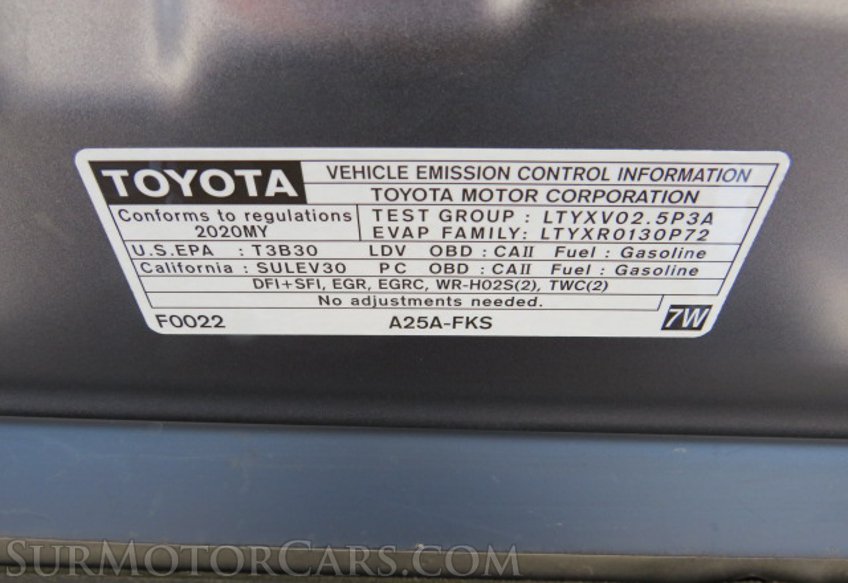 TOYOTA VEHICLE EMISSION CONTROL INFORMATION
TOYOTA MOTOR CORPORATION
Conforms to regulations 2020MY
TEST GROUP : LTYXV02.5P3A
EVAP FAMILY: LTYXR0130P72
U.S.EPA : T3B30 LDV OBD : CAII Fuel : Gasoline
California : SULEV30 PC OBD : CAII Fuel : Gasoline
DFI+SFI, EGR, EGRC, WR-HO2S(2), TWC(2)
No adjustments needed.
F0022 A25A-FKS 7W
SurMotorCars.com